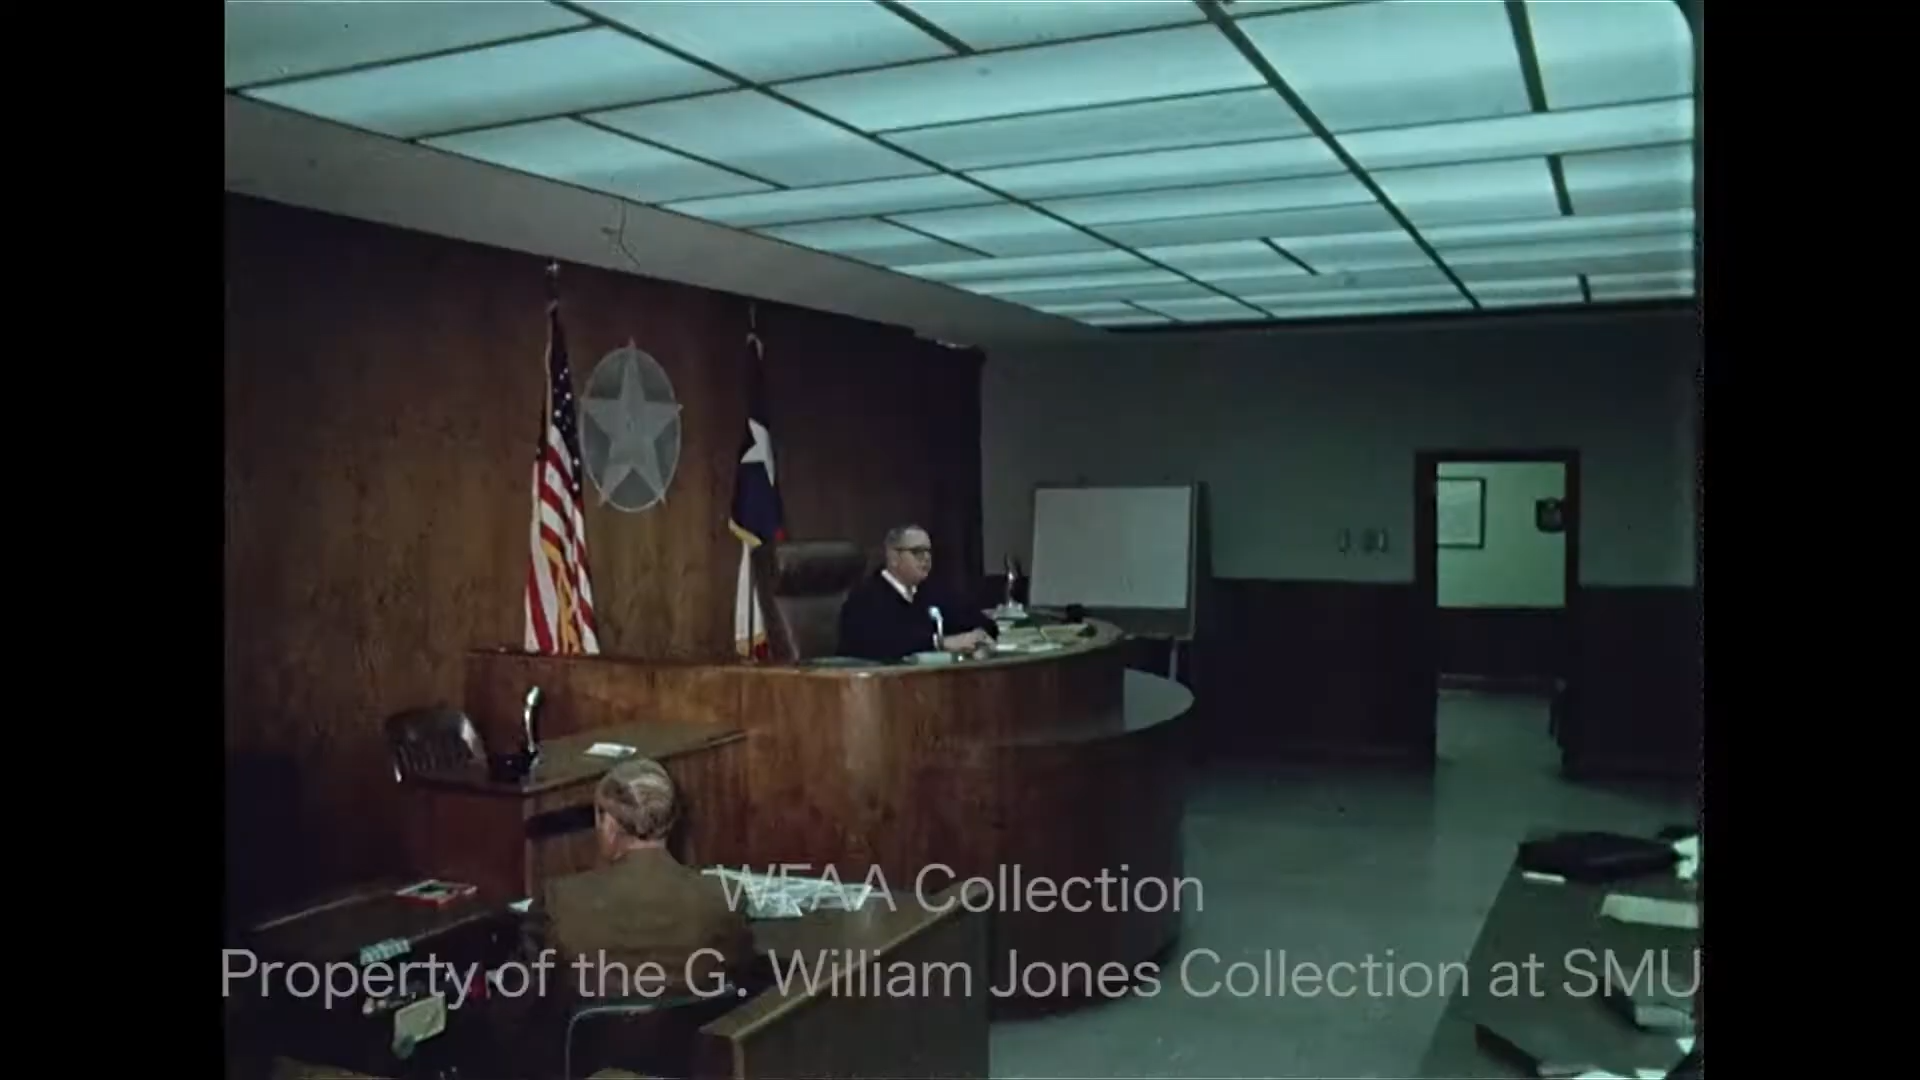 WFAA Collection
Property of the G. William Jones Collection at SMU